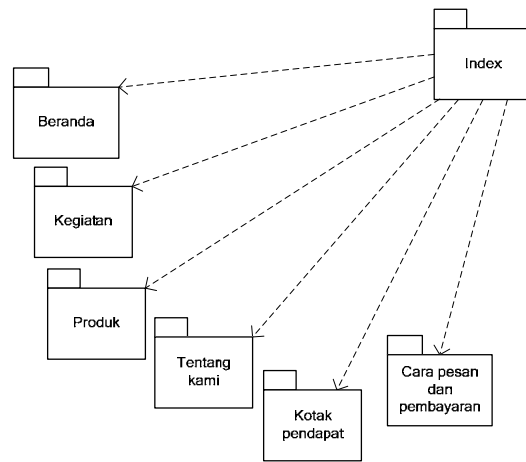 Index
Beranda
Kegiatan
Produk
Tentang
kami
Kotak
pendapat
Cara pesan
dan
pembayaran